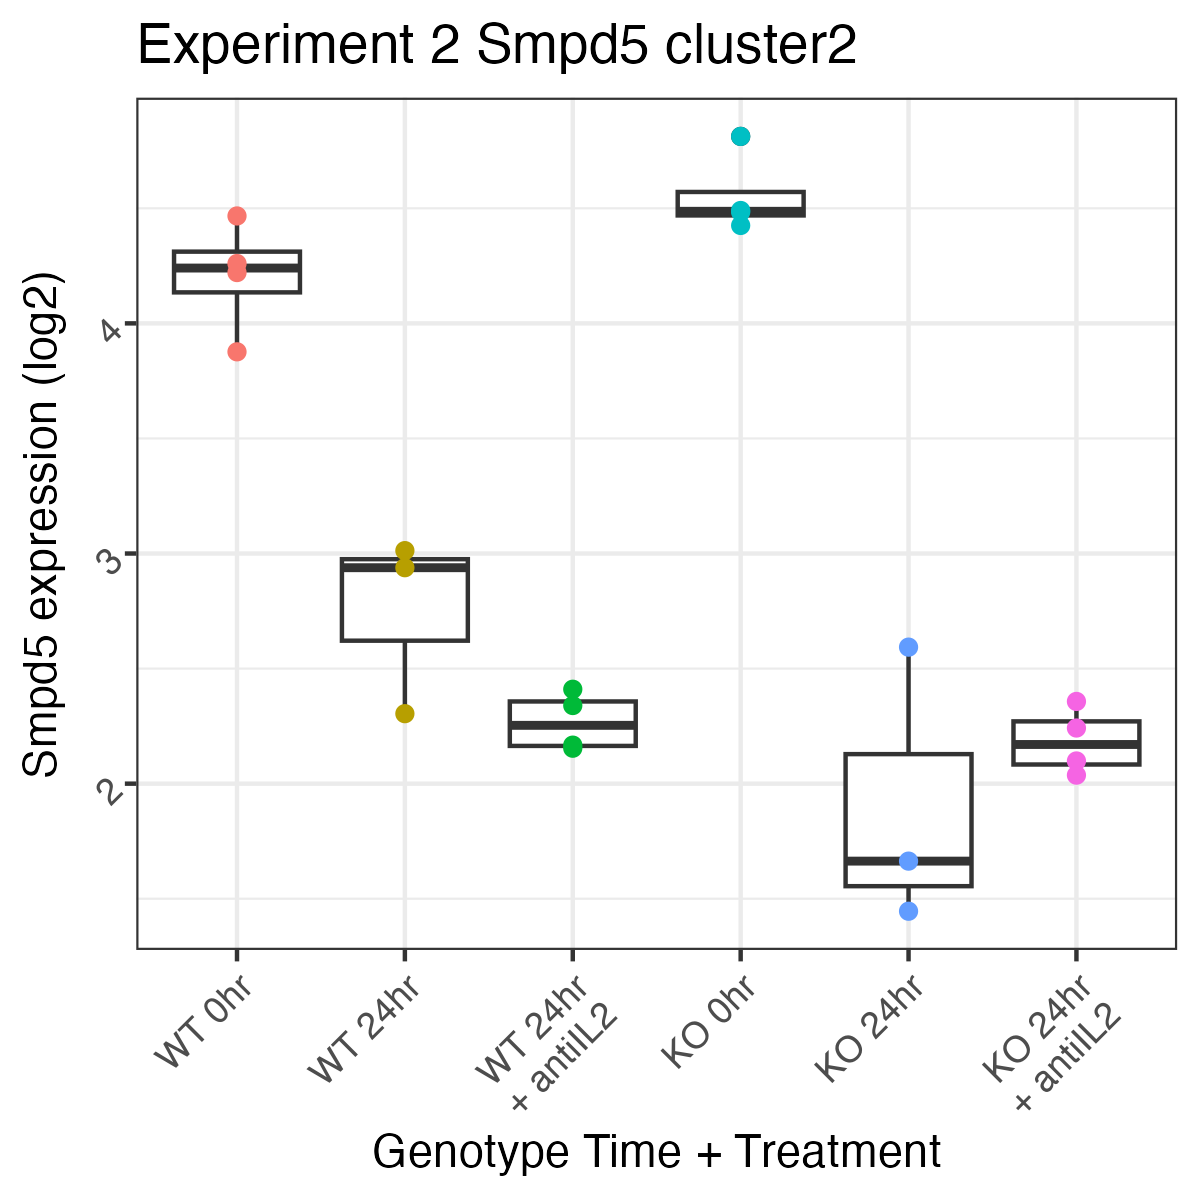 Experiment 2 Smpd5 cluster2
Smpd5 expression (log2)
4
3
2
WT 0hr
WT 24hr
WT 24hr
+ antiIL2
KO 0hr
KO 24hr
KO 24hr
+ antiIL2
Genotype Time + Treatment